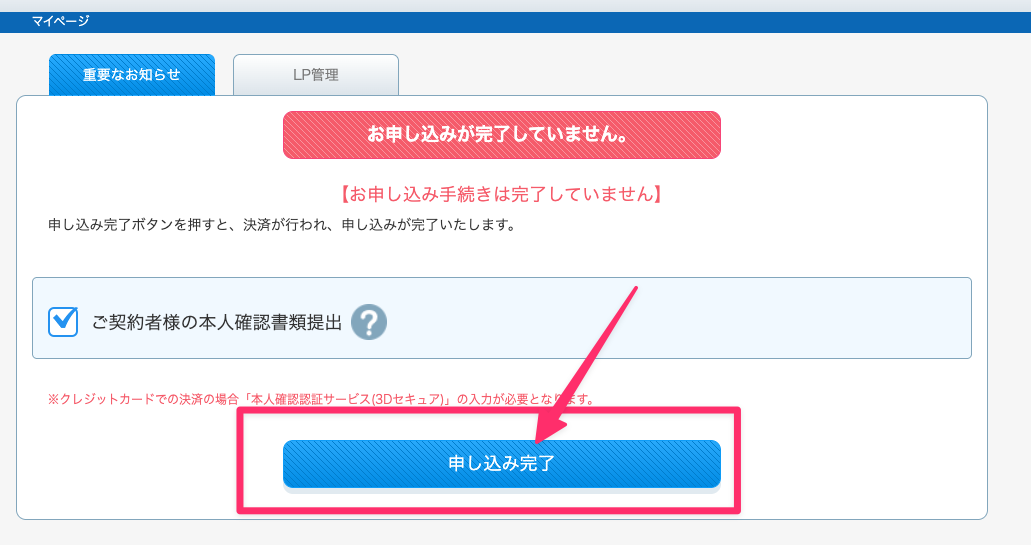 マイページ
重要なお知らせ
LP管理
お申し込みが完了していません。
【お申し込み手続きは完了していません】
申し込み完了ボタンを押すと、決済が行われ、申し込みが完了いたします。
ご契約者様の本人確認書類提出 ?
※クレジットカードでの決済の場合「本人確認認証サービス(3Dセキュア)」の入力が必要となります。
申し込み完了